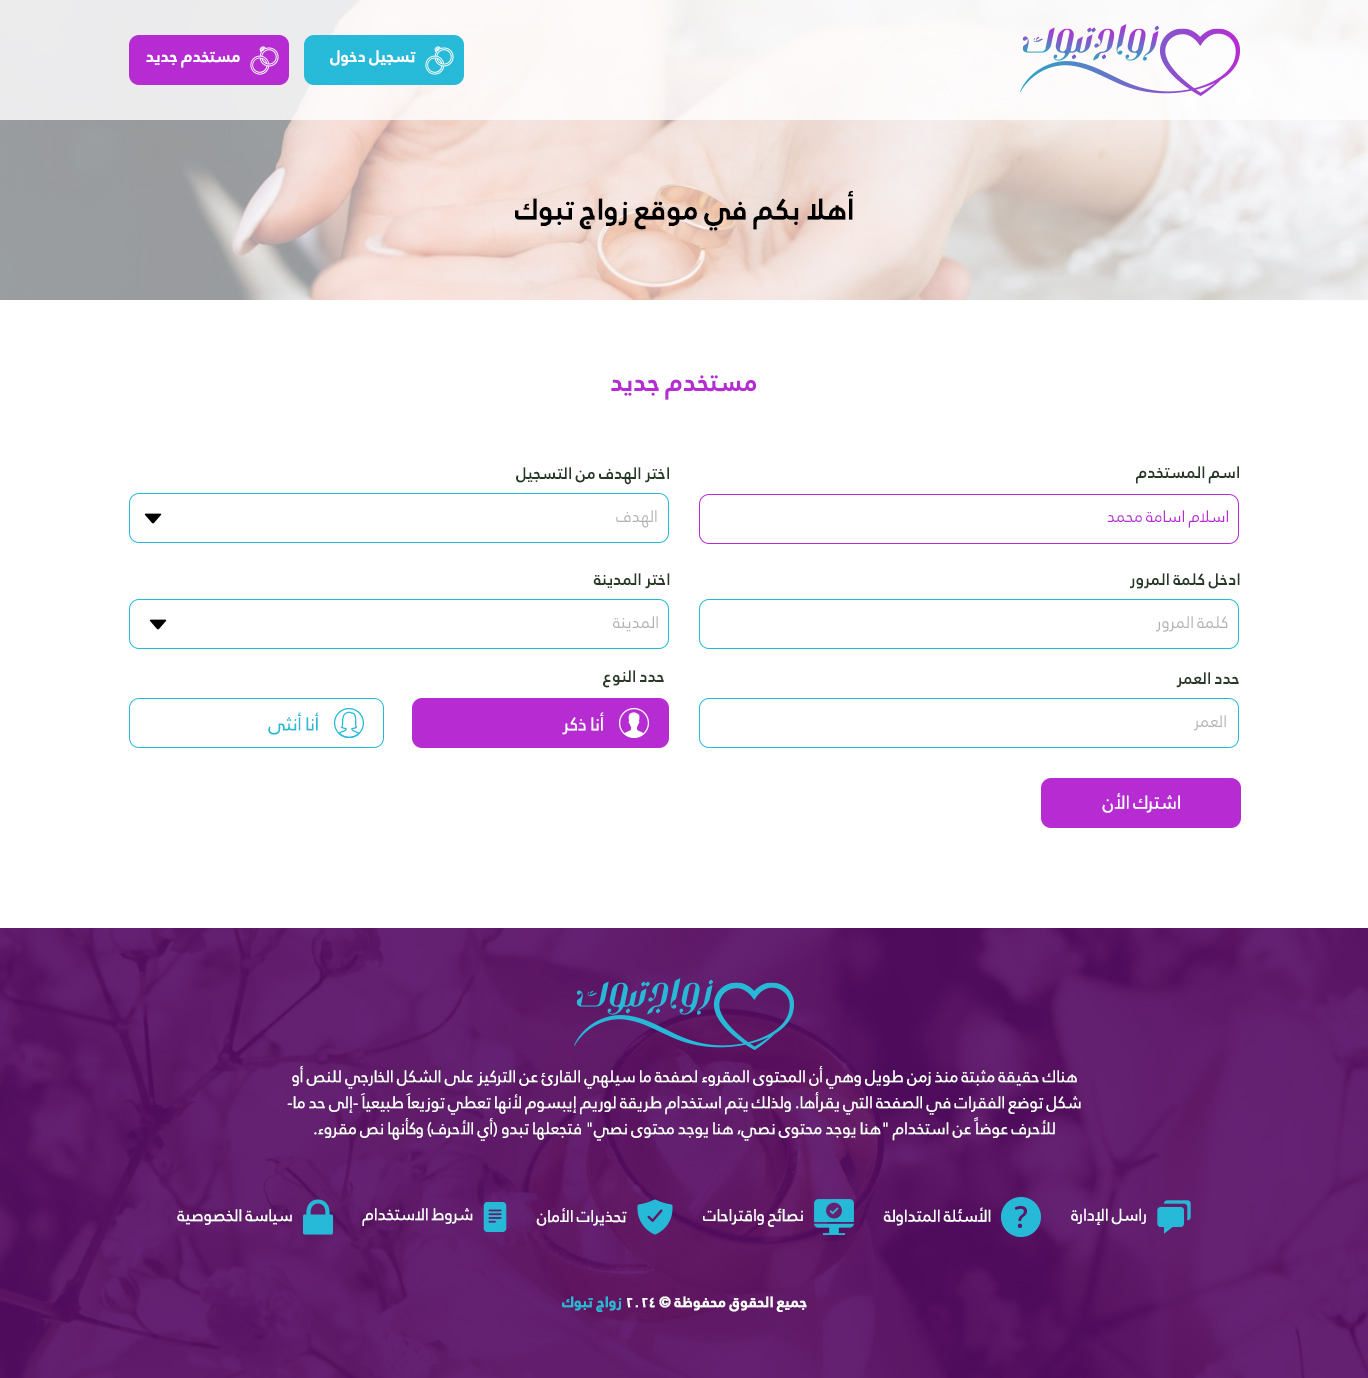 زواج تبوك
تسجيل دخول
مستخدم جديد
أهلا بكم في موقع زواج تبوك
مستخدم جديد
اسم المستخدم
اسلام اسامة محمد
اختر الهدف من التسجيل
الهدف
ادخل كلمة المرور
كلمة المرور
اختر المدينة
المدينة
حدد العمر
العمر
حدد النوع
أنا ذكر
أنا أنثى
اشترك الأن
زواج تبوك
هناك حقيقة مثبتة منذ زمن طويل وهي أن المحتوى المقروء لصفحة ما سيلهي القارئ عن التركيز على الشكل الخارجي للنص أو
شكل توضع الفقرات في الصفحة التي يقرأها. ولذلك يتم استخدام طريقة لوريم إيبسوم لأنها تعطي توزيعاَ طبيعياَ -إلى حد ما-
للأحرف عوضاً عن استخدام "هنا يوجد محتوى نصي، هنا يوجد محتوى نصي" فتجعلها تبدو (أي الأحرف) وكأنها نص مقروء.
راسل الإدارة
الأسئلة المتداولة
نصائح واقتراحات
تحذيرات الأمان
شروط الاستخدام
سياسة الخصوصية
جميع الحقوق محفوظة © ٢٠٢٤ زواج تبوك